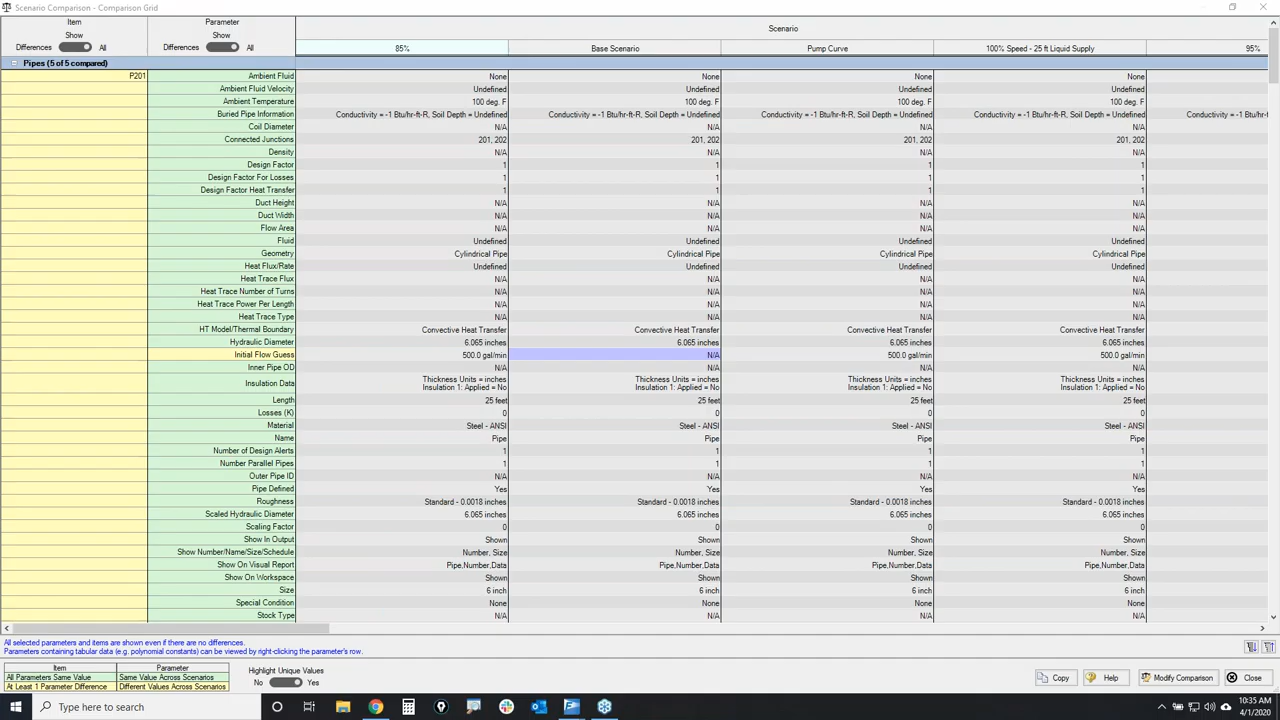 Scenario Comparison - Comparison Grid
Item Parameter Scenario
Show Show
Differences All Differences All
85% Base Scenario Pump Curve 100% Speed - 25 ft Liquid Supply 95%
Pipes (5 of 5 compared)
P201 Ambient Fluid None None None None
Ambient Fluid Velocity Undefined Undefined Undefined Undefined
Ambient Temperature 100 deg. F 100 deg. F 100 deg. F 100 deg. F
Buried Pipe Information Conductivity = -1 Btu/hr-ft-R, Soil Depth = Undefined Conductivity = -1 Btu/hr-ft-R, Soil Depth = Undefined Conductivity = -1 Btu/hr-ft-R, Soil Depth = Undefined Conductivity = -1 Btu/hr-ft-R, Soil Depth = Undefined Conductivity = -1 Btu/hr-ft-R
Coil Diameter N/A N/A N/A N/A
Connected Junctions 201, 202 201, 202 201, 202 201, 202
Density N/A N/A N/A N/A
Design Factor 1 1 1 1
Design Factor For Losses 1 1 1 1
Design Factor Heat Transfer 1 1 1 1
Duct Height N/A N/A N/A N/A
Duct Width N/A N/A N/A N/A
Flow Area N/A N/A N/A N/A
Fluid Undefined Undefined Undefined Undefined
Geometry Cylindrical Pipe Cylindrical Pipe Cylindrical Pipe Cylindrical Pipe
Heat Flux/Rate Undefined Undefined Undefined Undefined
Heat Trace Flux N/A N/A N/A N/A
Heat Trace Number of Turns N/A N/A N/A N/A
Heat Trace Power Per Length N/A N/A N/A N/A
Heat Trace Type N/A N/A N/A N/A
HT Model/Thermal Boundary Convective Heat Transfer Convective Heat Transfer Convective Heat Transfer Convective Heat Transfer
Hydraulic Diameter 6.065 inches 6.065 inches 6.065 inches 6.065 inches
Initial Flow Guess 500.0 gal/min N/A 500.0 gal/min 500.0 gal/min
Inner Pipe OD N/A N/A N/A N/A
Insulation Data Thickness Units = inches Thickness Units = inches Thickness Units = inches Thickness Units = inches
Insulation 1: Applied = No Insulation 1: Applied = No Insulation 1: Applied = No Insulation 1: Applied = No
Length 25 feet 25 feet 25 feet 25 feet
Losses (K) 0 0 0 0
Material Steel - ANSI Steel - ANSI Steel - ANSI Steel - ANSI
Name Pipe Pipe Pipe Pipe
Number of Design Alerts 1 1 1 1
Number Parallel Pipes 1 1 1 1
Outer Pipe ID N/A N/A N/A N/A
Pipe Defined Yes Yes Yes Yes
Roughness Standard - 0.0018 inches Standard - 0.0018 inches Standard - 0.0018 inches Standard - 0.0018 inches
Scaled Hydraulic Diameter 6.065 inches 6.065 inches 6.065 inches 6.065 inches
Scaling Factor 0 0 0 0
Show In Output Shown Shown Shown Shown
Show Number/Name/Size/Schedule Number, Size Number, Size Number, Size Number, Size
Show On Visual Report Pipe,Number,Data Pipe,Number,Data Pipe,Number,Data Pipe,Number,Data
Show On Workspace Shown Shown Shown Shown
Size 6 inch 6 inch 6 inch 6 inch
Special Condition None None None None
Stock Type N/A N/A N/A N/A
All selected parameters and items are shown even if there are no differences.
Parameters containing tabular data (e.g. polynomial constants) can be viewed by right-clicking the parameter's row.
Item Parameter
All Parameters Same Value Same Value Across Scenarios
At Least 1 Parameter Difference Different Values Across Scenarios
Highlight Unique Values
No Yes
Copy Help Modify Comparison Close
Type here to search
10:35 AM
4/1/2020